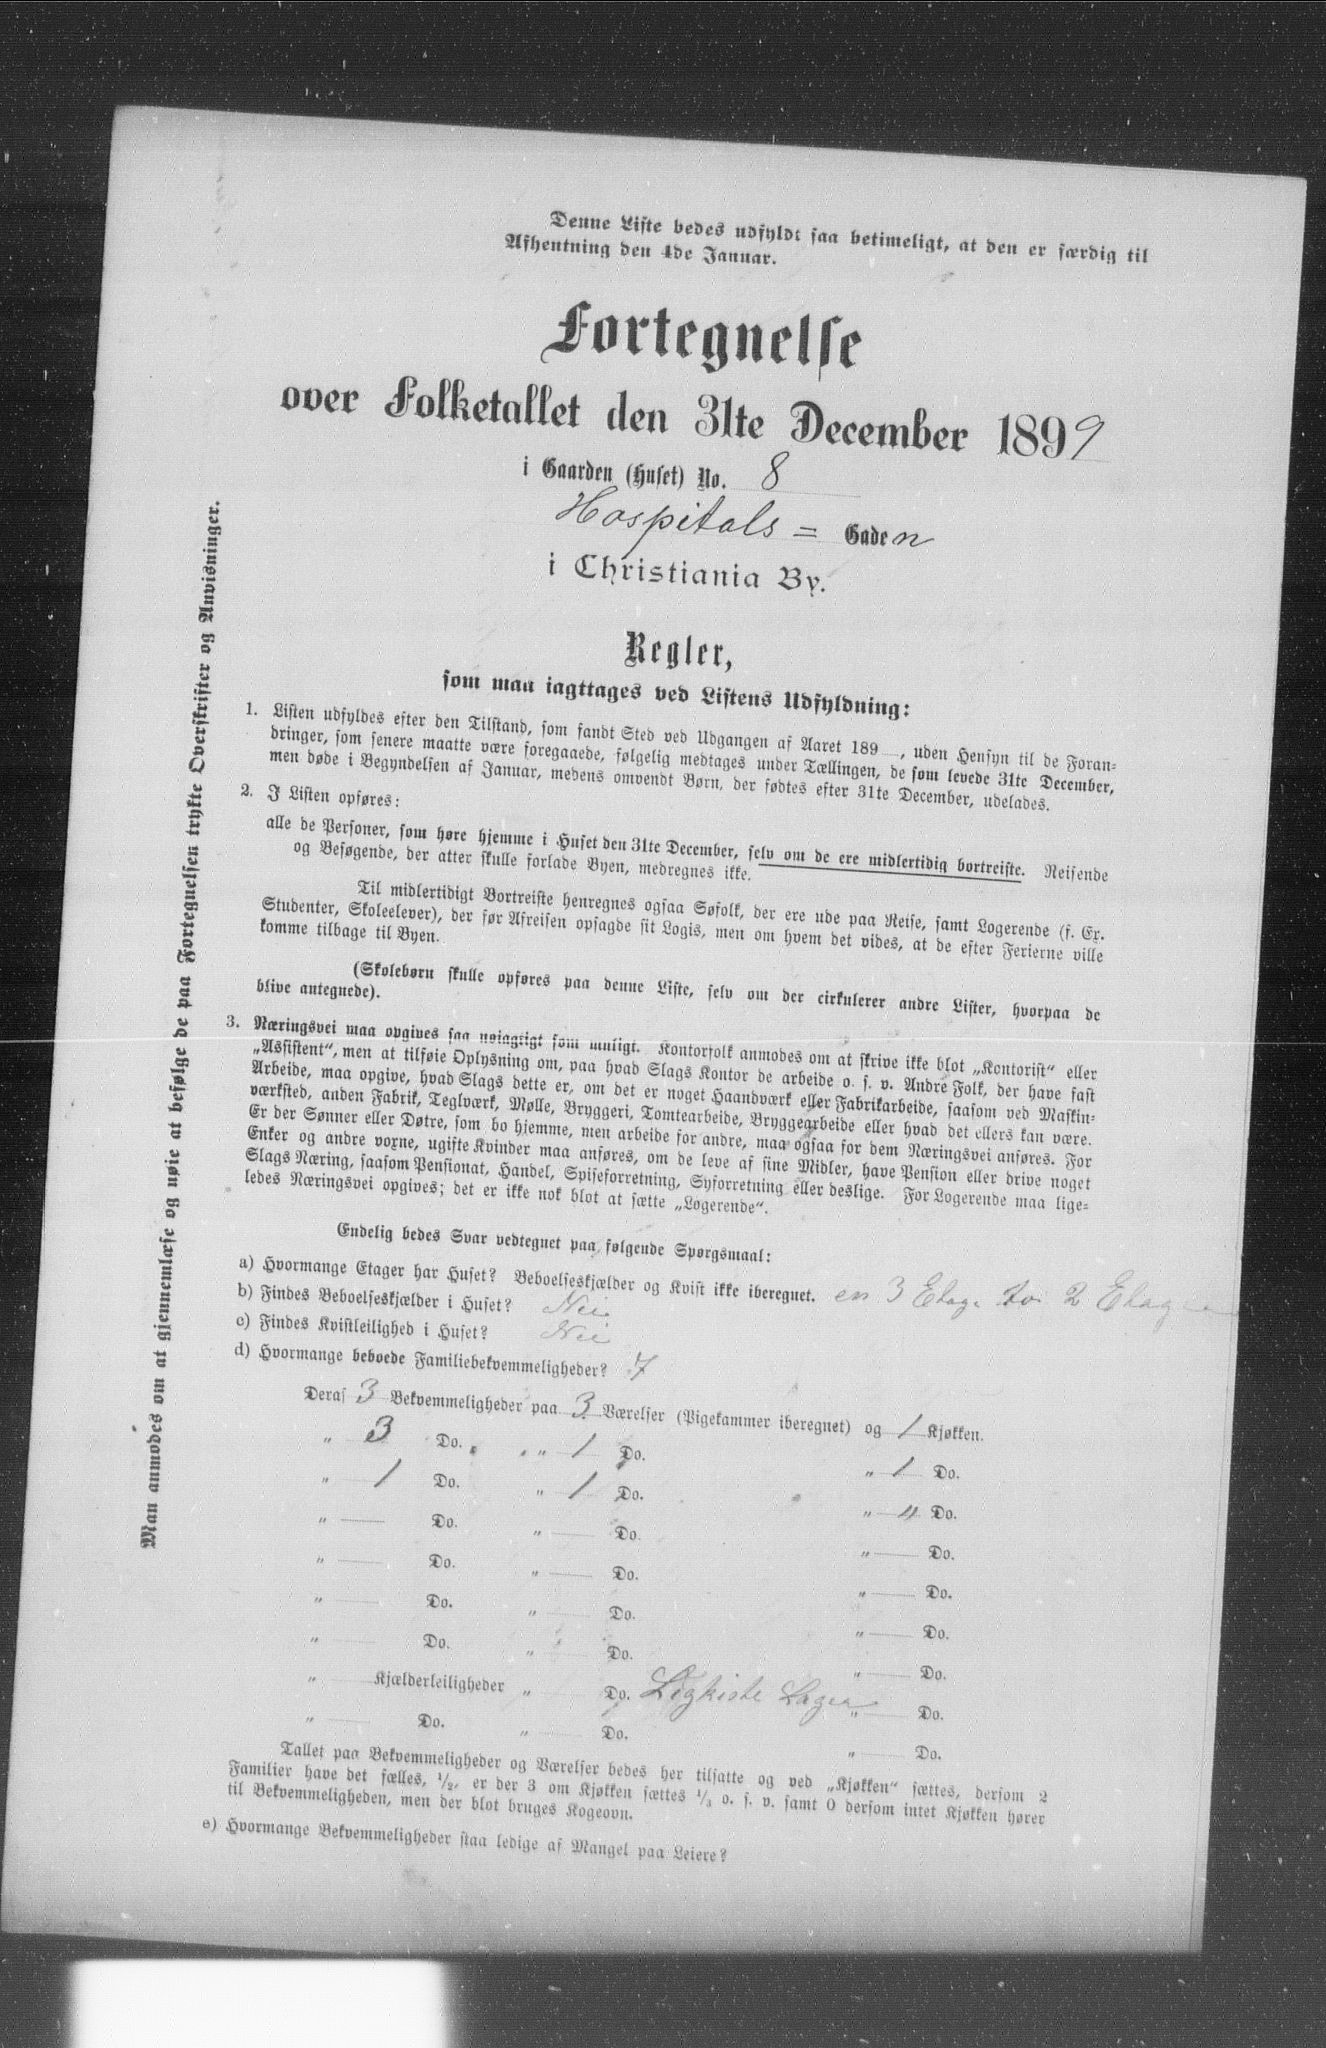 Denne Liste bedes udfyldt saa betimeligt, at den er færdig til
Afhentning den 4de Januar.
Fortegnelse
over Folketallet den 31te December 1899
i Gaarden (Huset) No. 8
Hospitals = Gaden
i Christiania By.
Regler,
som maa iagttages ved Listens Udfyldning:
1. Listen udfyldes efter den Tilstand, som fandt Sted ved Udgangen af Aaret 189 , uden Hensyn til de Foran-
dringer, som senere maatte være foregaaede, følgelig medtages under Tællingen, de som levede 31te December,
men døde i Begyndelsen af Januar, medens omvendt Børn, der fødtes efter 31te December, udelades.
2. I Listen opføres:
alle de Personer, som høre hjemme i Huset den 31te December, selv om de ere midlertidig bortreiste. Reisende
og Besøgende, der atter skulle forlade Byen, medregnes ikke.
Til midlertidigt Bortreiste henregnes ogsaa Søfolk, der ere ude paa Reise, samt Logerende (f. Ex.
Studenter, Skoleelever), der før Afreisen opsagde sit Logis, men om hvem det vides, at de efter Ferierne ville
komme tilbage til Byen.
(Skolebørn skulle opføres paa denne Liste, selv om der cirkulerer andre Lister, hvorpaa de
blive antegnede).
3. Næringsvei maa opgives saa nøiagtigt som muligt. Kontorfolk anmodes om at skrive ikke blot „Kontorist" eller
„Assistent", men at tilføie Oplysning om, paa hvad Slags Kontor de arbeide o. s. v. Andre Folk, der have fast
Arbeide, maa opgive, hvad Slags dette er, om det er noget Haandværk eller Fabrikarbeide, saasom ved Maskin-
værksted, anden Fabrik, Teglværk, Mølle, Bryggeri, Tomtearbeide, Bryggearbeide eller hvad det ellers kan være.
Er der Sønner eller Døtre, som bo hjemme, men arbeide for andre, maa ogsaa for dem Næringsvei anføres. For
Enker og andre voxne, ugifte Kvinder maa anføres, om de leve af sine Midler, have Pension eller drive noget
Slags Næring, saasom Pensionat, Handel, Spiseforretning, Syforretning eller deslige. For Logerende maa lige-
ledes Næringsvei opgives; det er ikke nok blot at sætte „Logerende".
Endelig bedes Svar vedtegnet paa følgende Spørgsmaal:
a) Hvormange Etager har Huset? Beboelseskjælder og Kvist ikke iberegnet. en 3 Etag. to 2 Etag
b) Findes Beboelseskjælder i Huset? Nei
c) Findes Kvistleilighed i Huset? Nei
d) Hvormange beboede Familiebekvemmeligheder? 7
Deraf 3 Bekvemmeligheder paa 3 Værelser (Pigekammer iberegnet) og 1 Kjøkken.
„ 3 Do. „ 1 Do. „ 1 Do.
„ 1 Do. „ 1 Do. „ 4 Do.
„ Do. „ Do. „ Do.
„ Do. „ Do. „ Do.
„ Do. „ Do. „ Do.
„ Do. „ Do. „ Do.
„ Kjælderleiligheder „ Do. Ligkiste Lager „ Do.
„ Do. „ Do. „ Do.
Tallet paa Bekvemmeligheder og Værelser bedes her tilsatte og ved „Kjøkken" sættes, dersom 2
Familier have det fælles, 1/2, er der 3 om Kjøkken sættes 1/3 o. s. v. samt 0 dersom intet Kjøkken hører
til Bekvemmeligheden, men der blot bruges Kogeovn.
e) Hvormange Bekvemmeligheder staa ledige af Mangel paa Leiere?
Man anmodes om at gjennemlæse og nøie at befølge de paa Fortegnelsen trykte Overskrifter og Anvisninger.